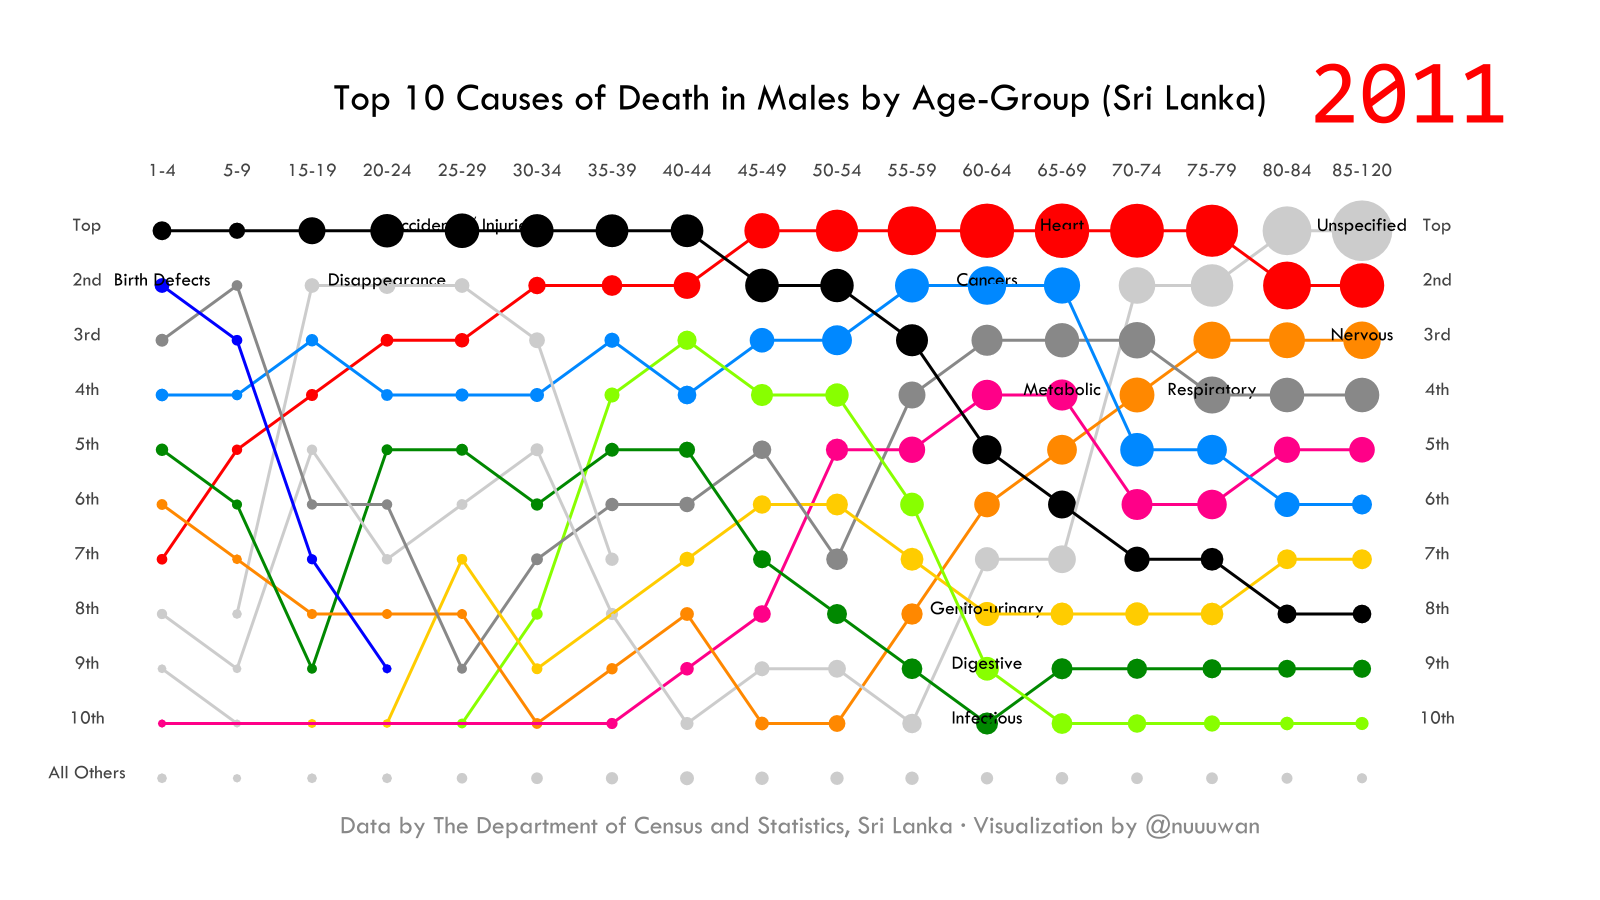 Top 10 Causes of Death in Males by Age-Group (Sri Lanka) 2011
1-4 5-9 15-19 20-24 25-29 30-34 35-39 40-44 45-49 50-54 55-59 60-64 65-69 70-74 75-79 80-84 85-120
Top Heart Unspecified Top
2nd Birth Defects Disappearance Cancers 2nd
3rd Nervous 3rd
4th Metabolic Respiratory 4th
5th 5th
6th 6th
7th 7th
8th Genito-urinary 8th
9th Digestive 9th
10th Infectious 10th
All Others
Data by The Department of Census and Statistics, Sri Lanka · Visualization by @nuuuwan